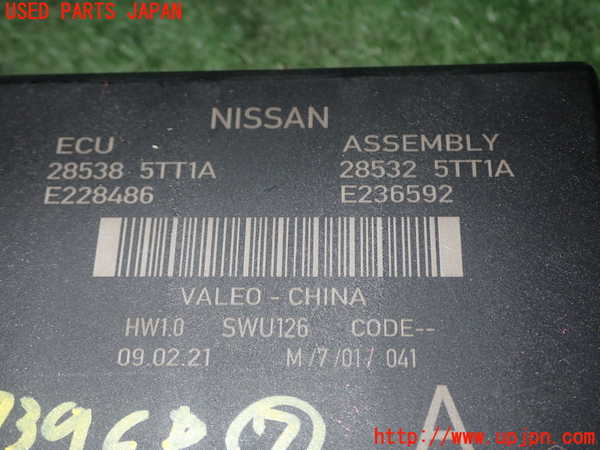 USED PARTS JAPAN
NISSAN
ECU
28538 5TT1A
E228486
ASSEMBLY
28532 5TT1A
E236592
VALEO - CHINA
HW1.0 SWU126 CODE--
09.02.21 M/7/01/ 041
A
http://www.upjpn.com